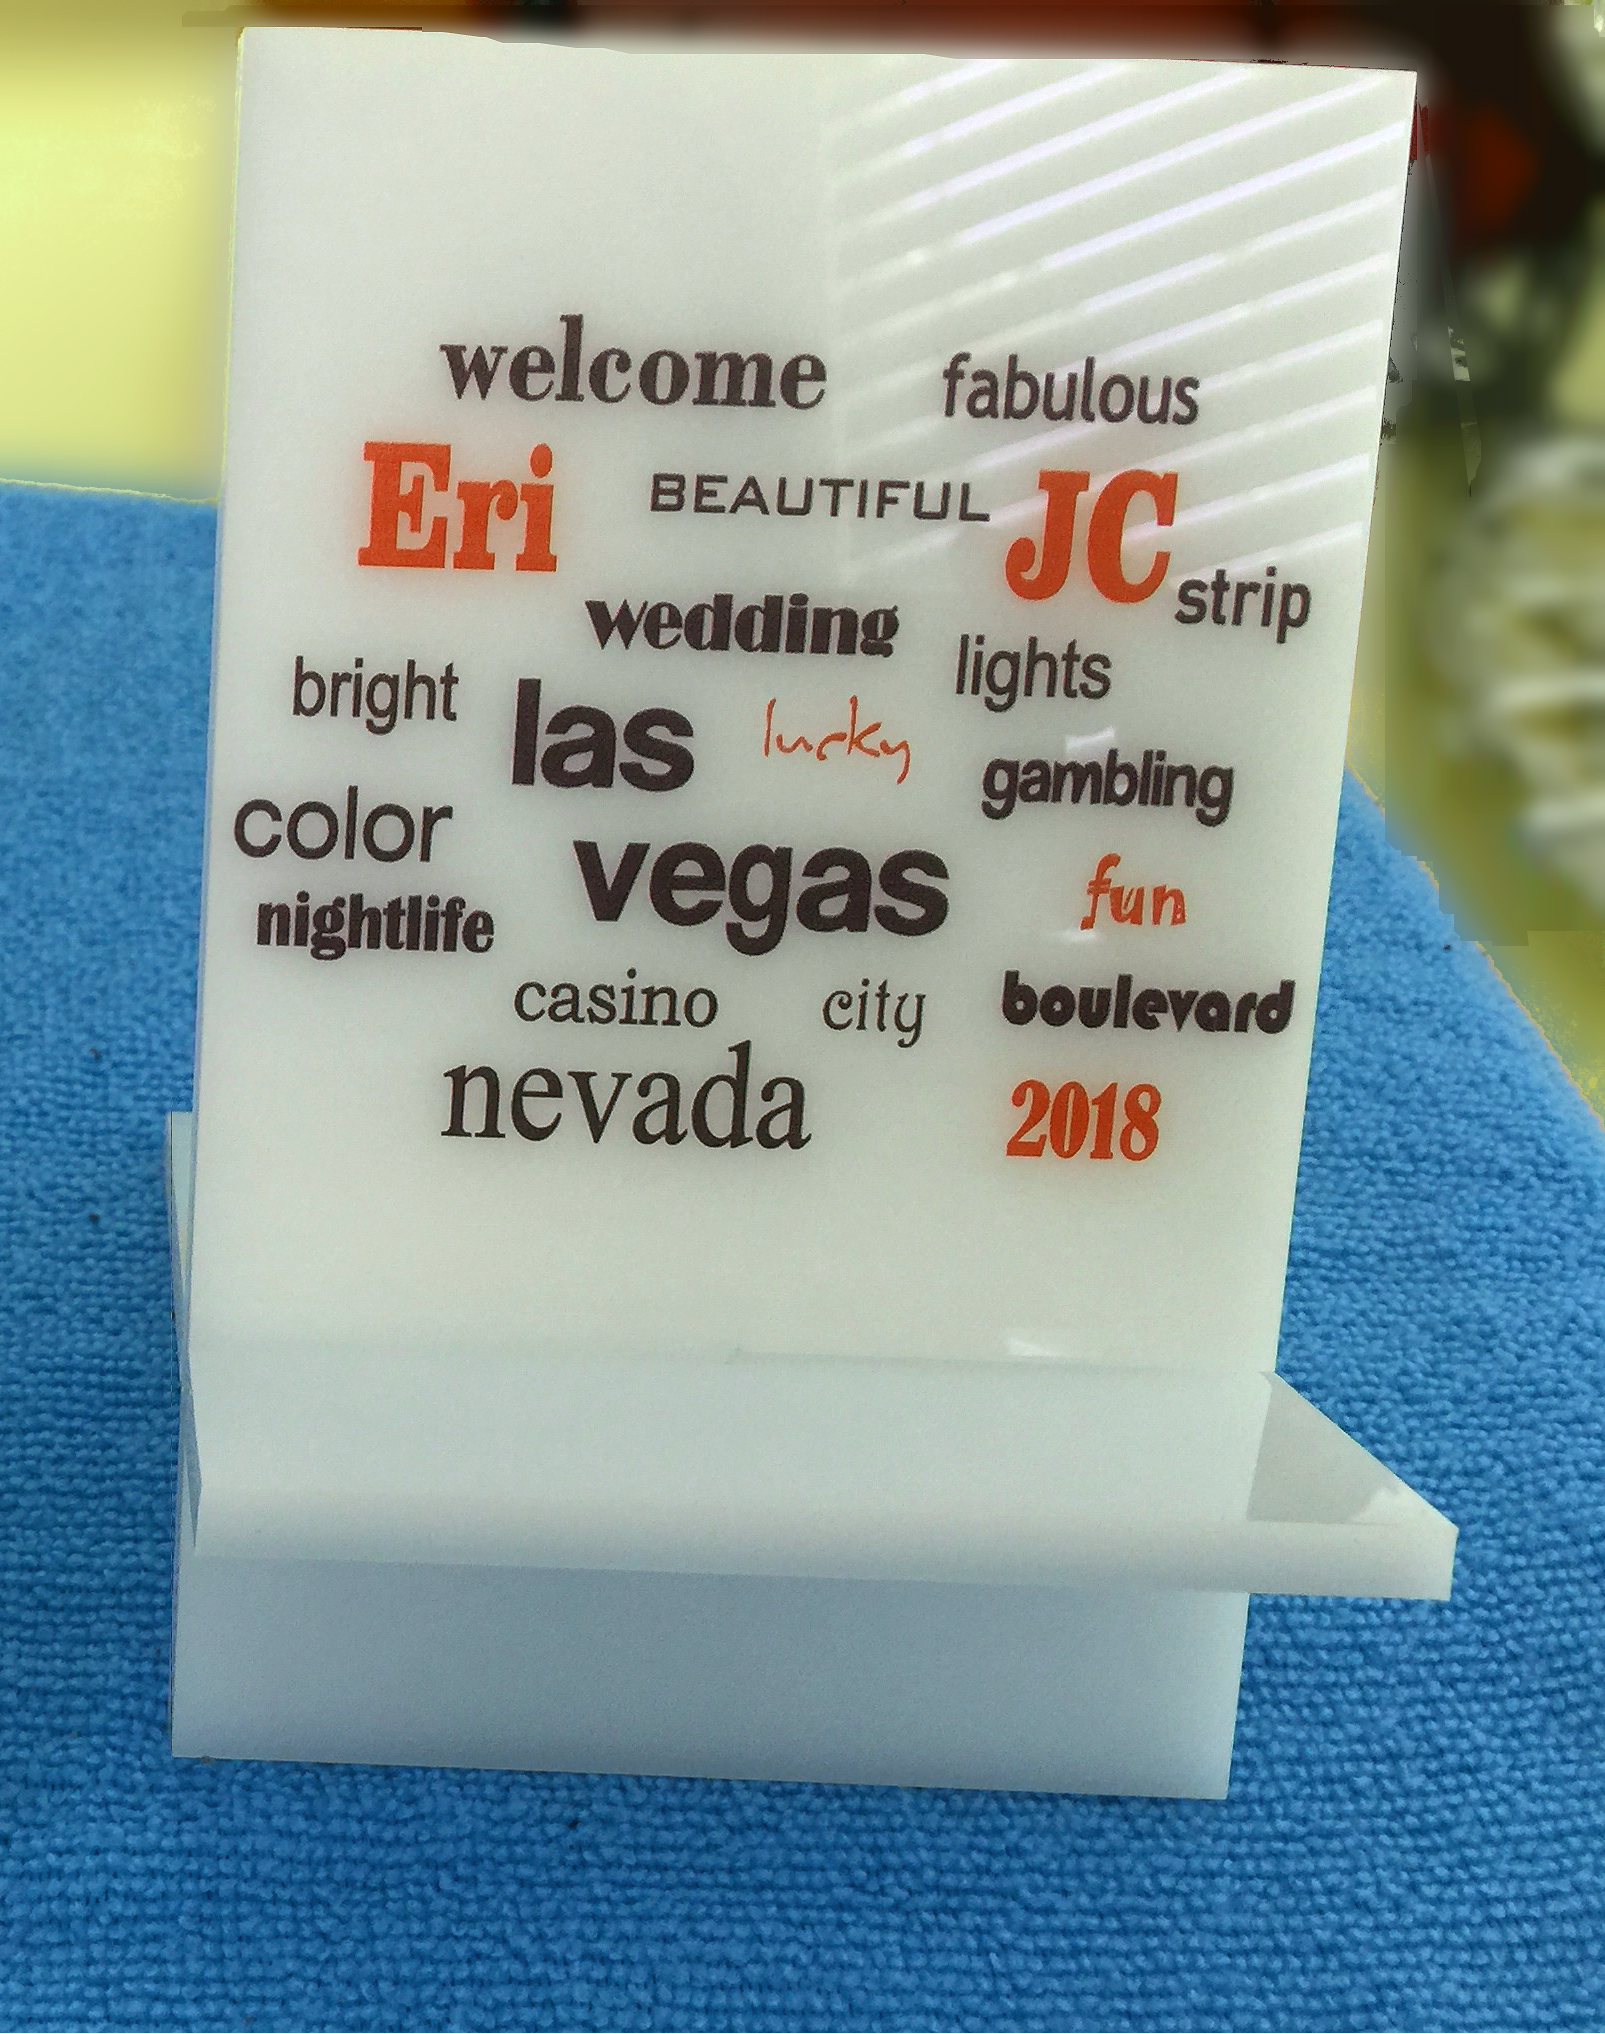 welcome fabulous
Eri BEAUTIFUL JC
strip
wedding
lights
bright las lucky
gambling
color vegas fun
nightlife
casino city boulevard
nevada 2018